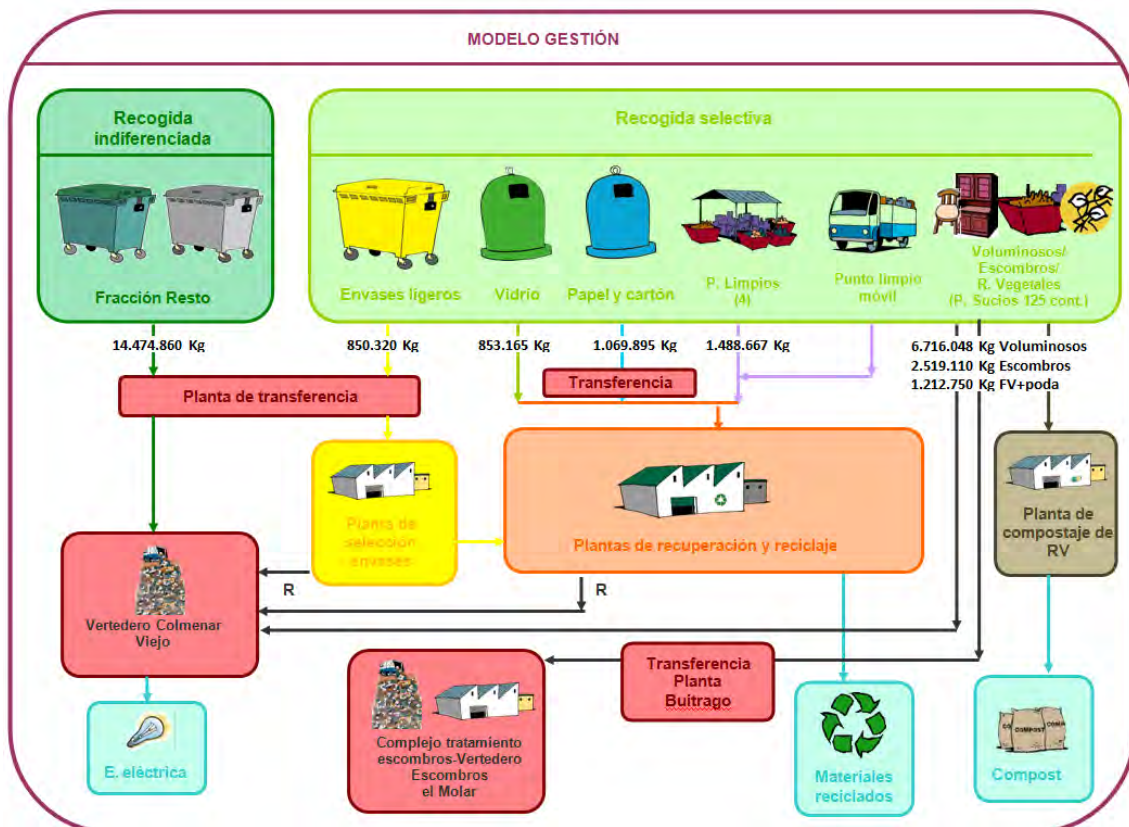 MODELO GESTIÓN
Recogida
indiferenciada
Fracción Resto
Recogida selectiva
Envases ligeros
Vidrio
Papel y cartón
P. Limpios
(4)
Punto limpio
móvil
Voluminosos/
Escombros/
R. Vegetales
(P. Sucios 125 cont.)
14.474.860 Kg
850.320 Kg
853.165 Kg
1.069.895 Kg
1.488.667 Kg
6.716.048 Kg Voluminosos
2.519.110 Kg Escombros
1.212.750 Kg FV+poda
Planta de transferencia
Transferencia
Planta de
selección
envases
Plantas de recuperación y reciclaje
Planta de
compostaje de
RV
R
R
Vertedero Colmenar
Viejo
Transferencia
Planta
Buitrago
Complejo tratamiento
escombros-Vertedero
Escombros
el Molar
E. eléctrica
Materiales
reciclados
COMPOST
Compost